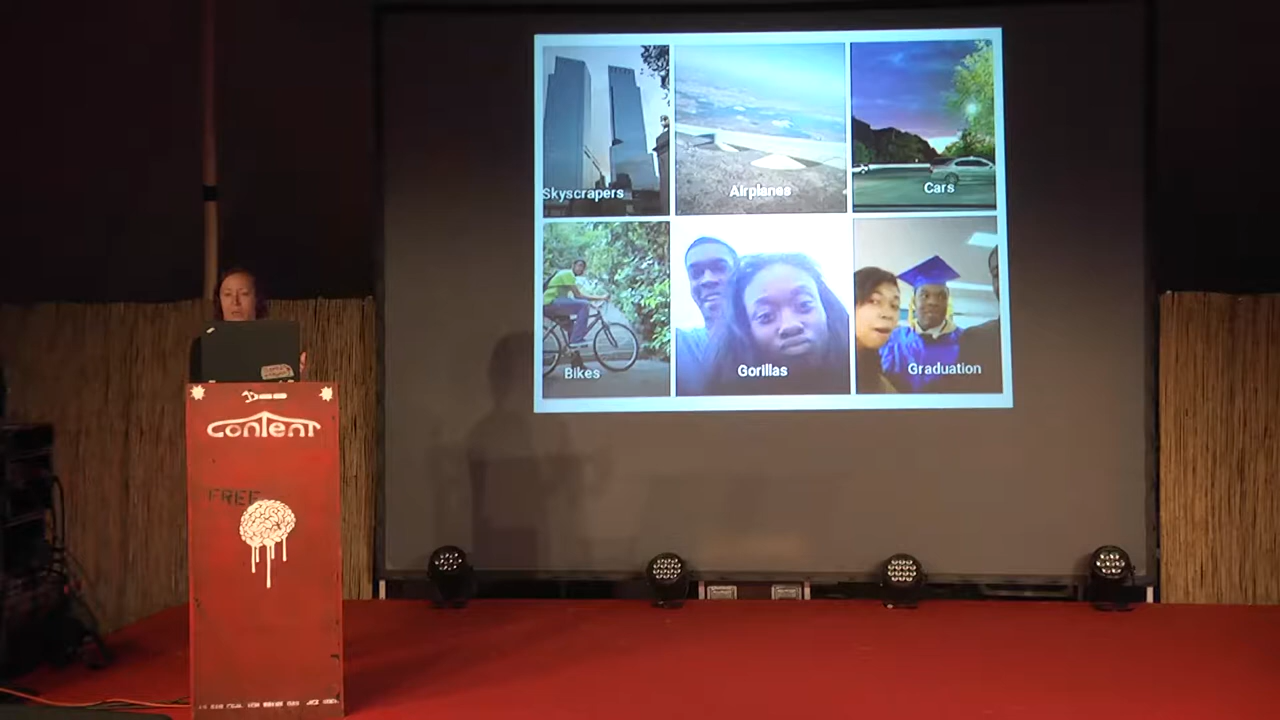 Skyscrapers
Airplanes
Cars
Bikes
Gorillas
Graduation
content
FREE